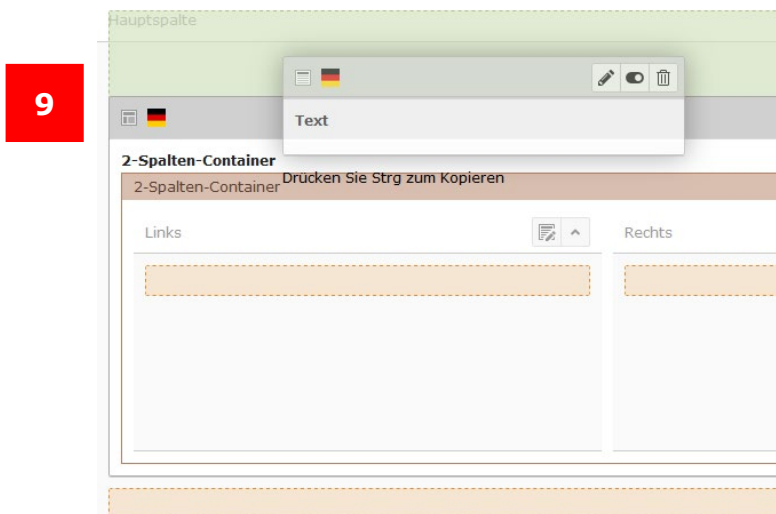 Hauptspalte
9
Text
2-Spalten-Container
Drücken Sie Strg zum Kopieren
2-Spalten-Container
Links
Rechts